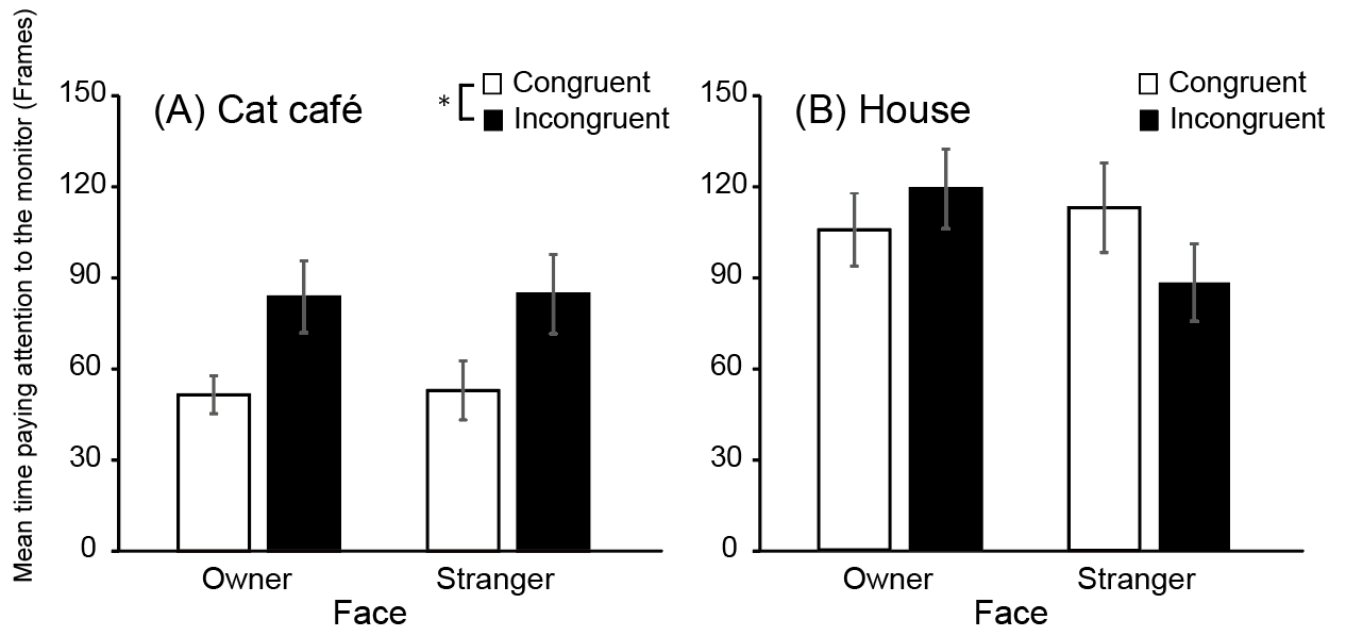 Mean time paying attention to the monitor (Frames)
(A) Cat café
* Congruent
Incongruent
150
120
90
60
30
0
Owner Stranger
Face
(B) House
Congruent
Incongruent
150
120
90
60
30
0
Owner Stranger
Face